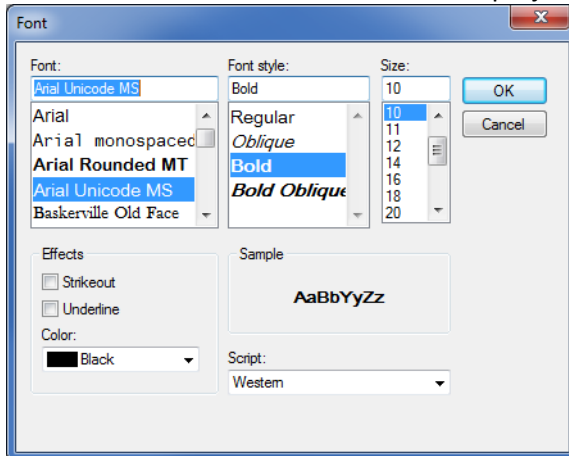 Font
Font: Font style: Size:
Arial Unicode MS Bold 10 OK
Arial Regular 10 Cancel
Arial monospaced Oblique 11
Arial Rounded MT Bold 12
Arial Unicode MS Bold Oblique 14
Baskerville Old Face 16
18
20
Effects Sample
Strikeout
Underline AaBbYyZz
Color:
Black Script:
Western